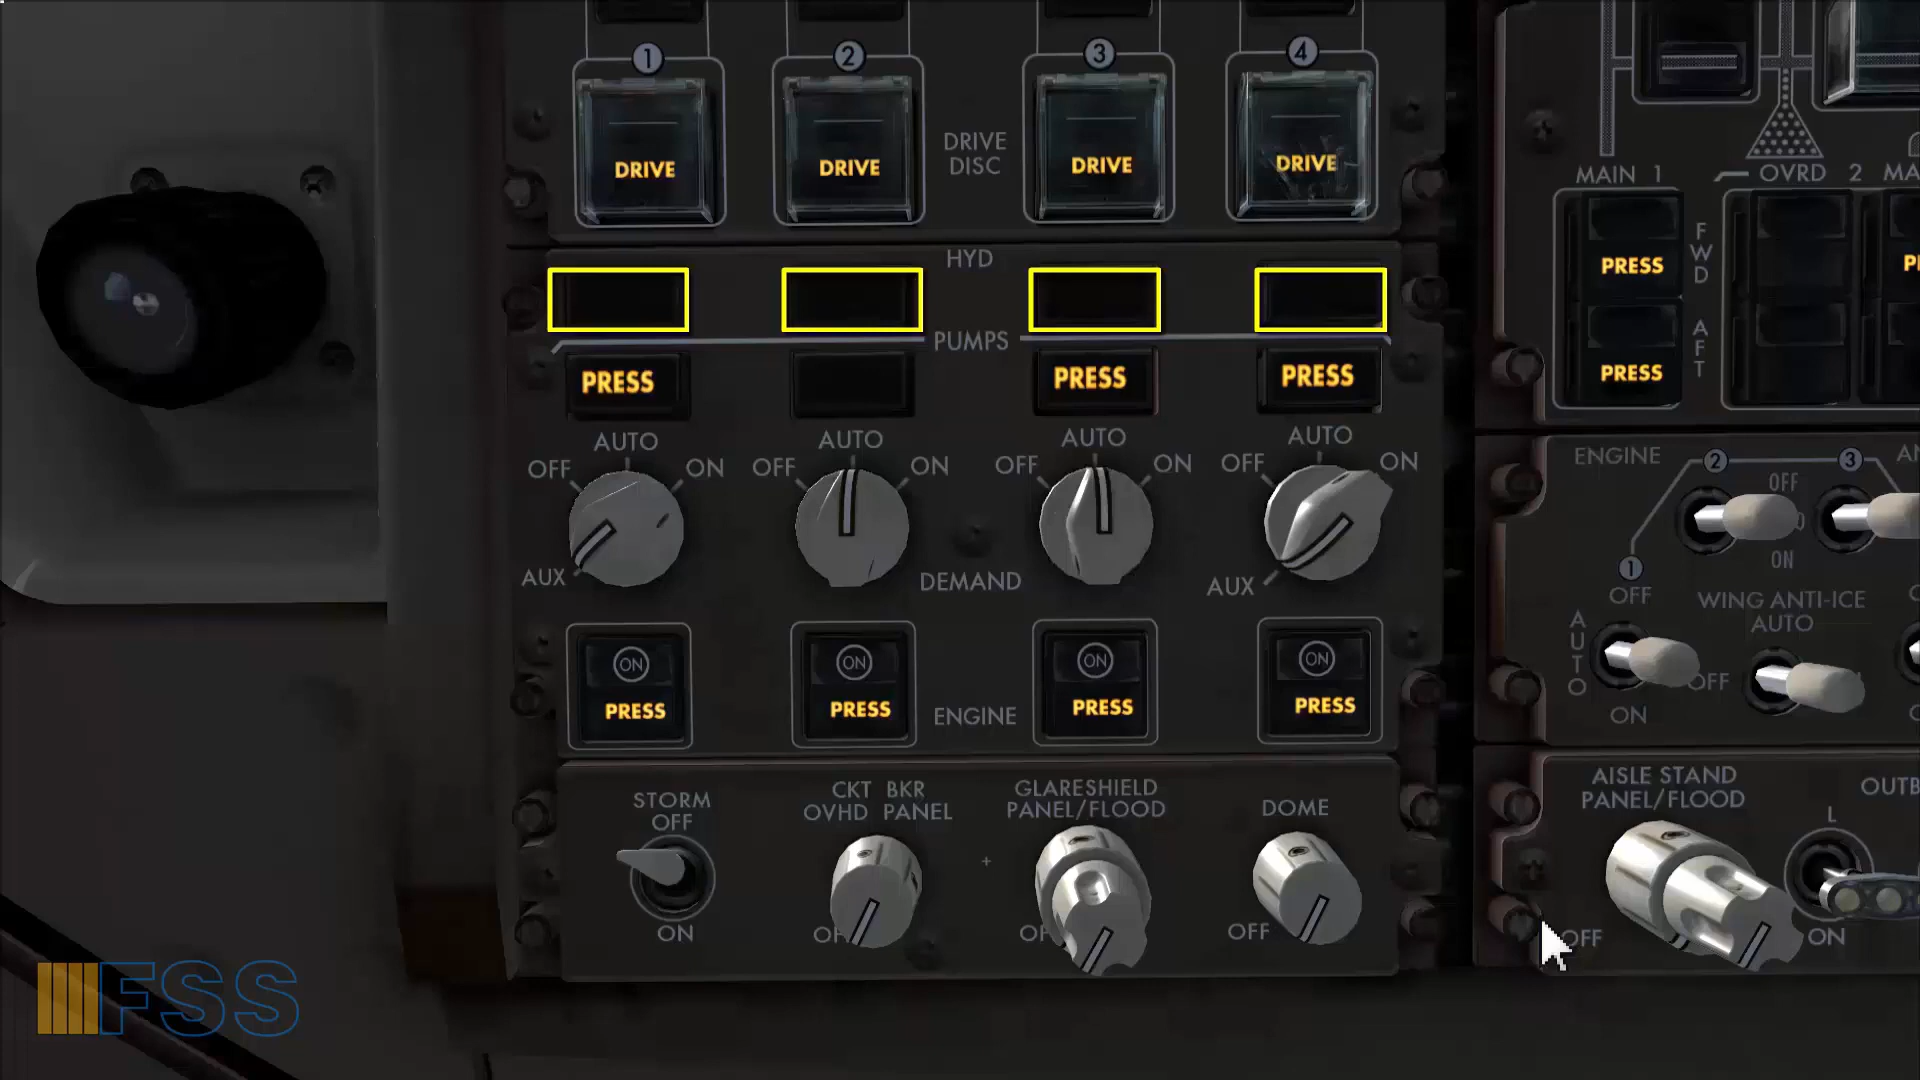 1 2 3 4
DRIVE DRIVE DRIVE DRIVE
DRIVE
DISC
HYD
PUMPS
PRESS PRESS PRESS
AUTO AUTO AUTO AUTO
OFF ON OFF ON OFF ON OFF ON
AUX DEMAND AUX
ON ON ON ON
PRESS PRESS PRESS PRESS
ENGINE
STORM
OFF
ON
CKT BKR
OVHD PANEL
GLARESHIELD
PANEL/FLOOD
DOME
OFF
MAIN 1 OVRD 2
FWD
PRESS
AFT
PRESS
ENGINE 2 3
OFF
ON
1
OFF
AUTO
ON
WING ANTI-ICE
AUTO
OFF
AISLE STAND
PANEL/FLOOD
OFF
L
ON
FSS